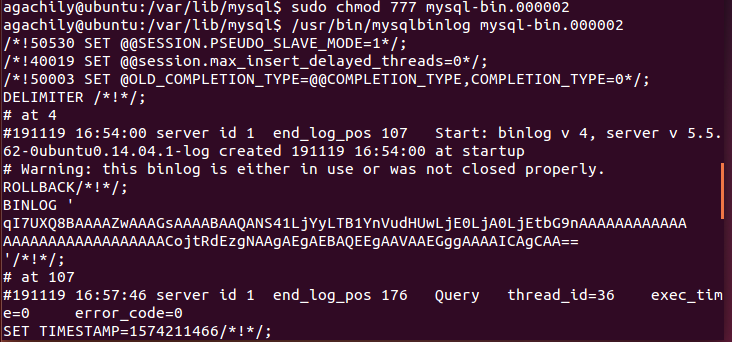 agachily@ubuntu:/var/lib/mysql$ sudo chmod 777 mysql-bin.000002
agachily@ubuntu:/var/lib/mysql$ /usr/bin/mysqlbinlog mysql-bin.000002
/*!50530 SET @@SESSION.PSEUDO_SLAVE_MODE=1*/;
/*!40019 SET @@session.max_insert_delayed_threads=0*/;
/*!50003 SET @OLD_COMPLETION_TYPE=@@COMPLETION_TYPE,COMPLETION_TYPE=0*/;
DELIMITER /*!*/;
# at 4
#191119 16:54:00 server id 1  end_log_pos 107   Start: binlog v 4, server v 5.5.
62-0ubuntu0.14.04.1-log created 191119 16:54:00 at startup
# Warning: this binlog is either in use or was not closed properly.
ROLLBACK/*!*/;
BINLOG '
qI7UXQ8BAAAAZwAAAGsAAAABAAQANS41LjYyLTB1YnVudHUwLjE0LjA0LjEtbG9nAAAAAAAAAAAA
AAAAAAAAAAAAAAAAAACojtRdEzgNAAgAEgAEBAQEEgAAVAAEGggAAAAICAgCAA==
'/*!*/;
# at 107
#191119 16:57:46 server id 1  end_log_pos 176   Query   thread_id=36    exec_tim
e=0     error_code=0
SET TIMESTAMP=1574211466/*!*/;